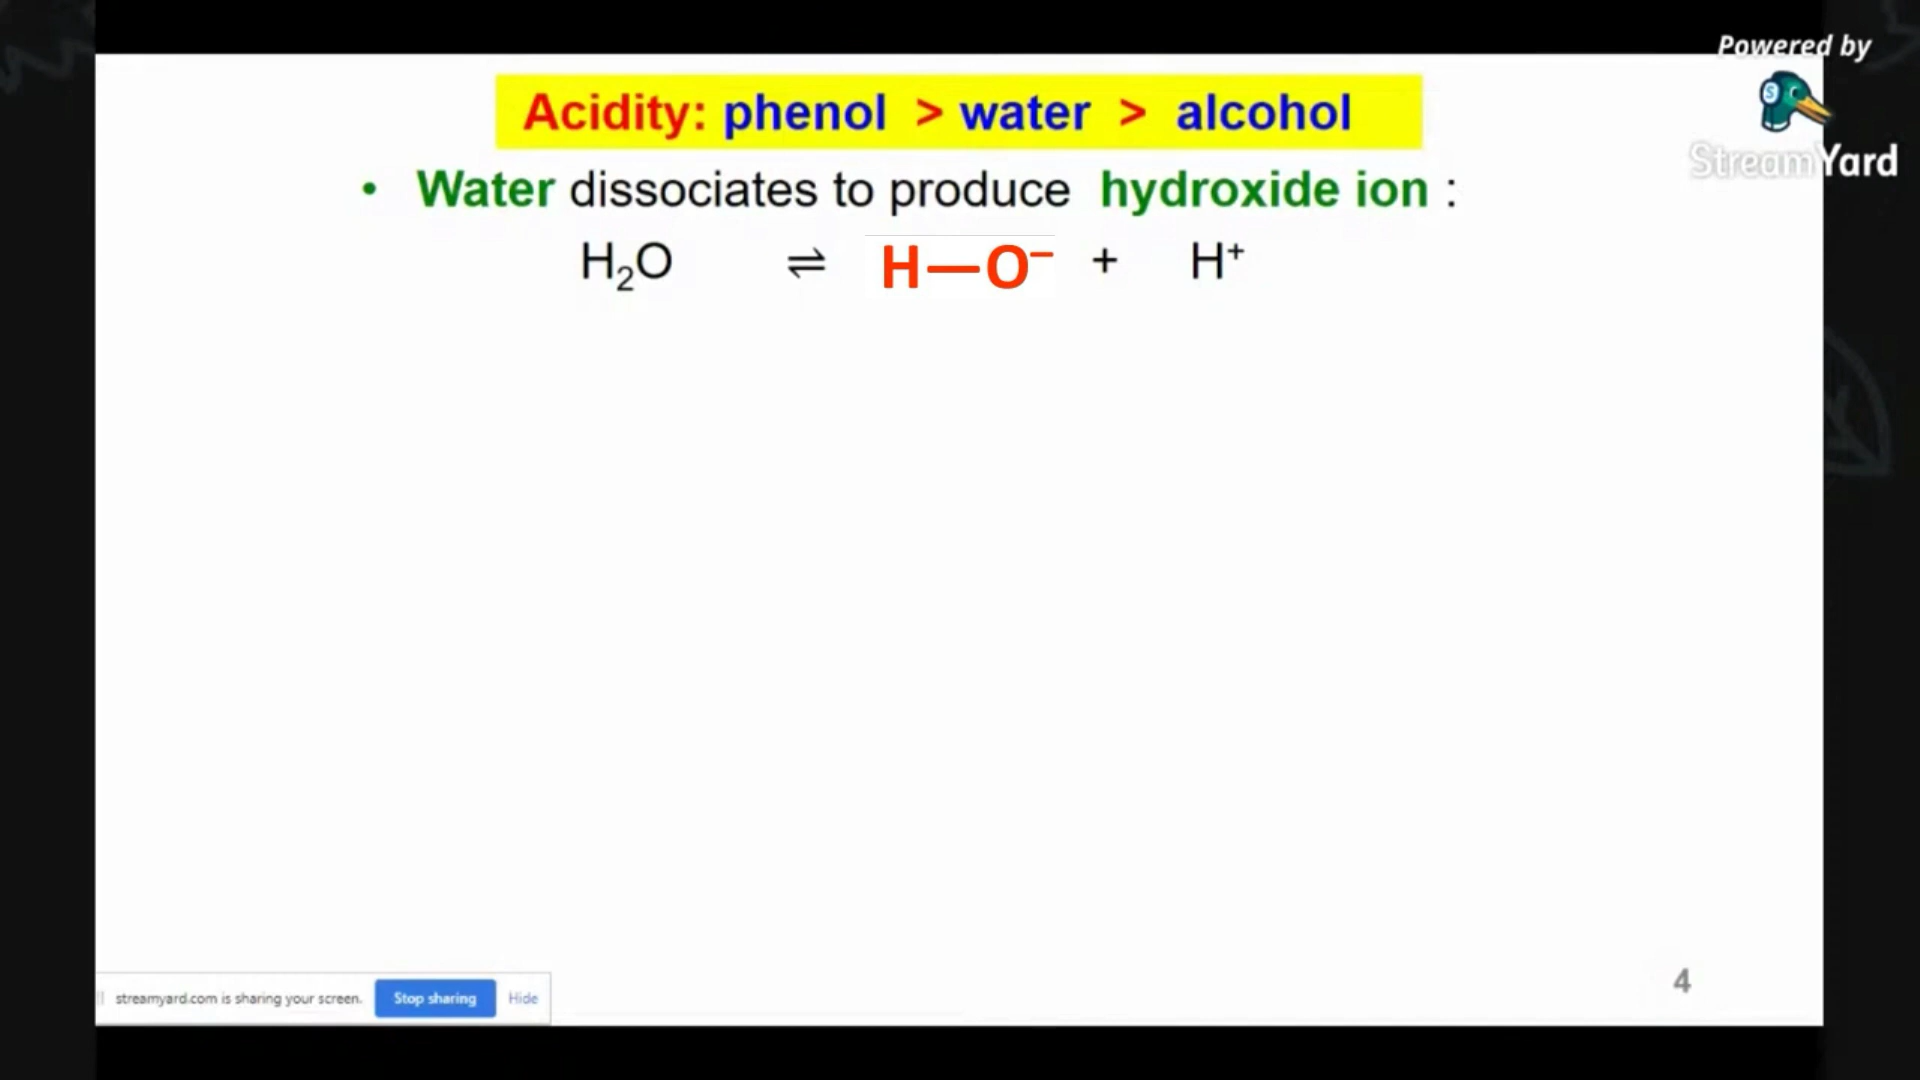 Powered by
StreamYard
Acidity: phenol > water > alcohol
• Water dissociates to produce hydroxide ion :
H₂O ⇌ H—O⁻ + H⁺
streamyard.com is sharing your screen.
Stop sharing
Hide
4